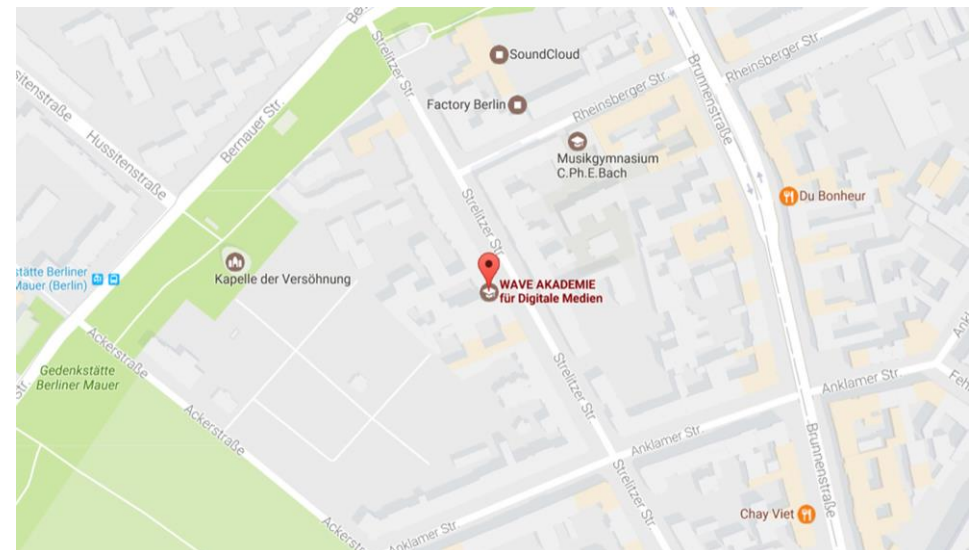 Strelitzer Str.
SoundCloud
Factory Berlin
Rheinsberger Str.
Rheinsberger Str.
Brunnenstraße
Bernauer Str.
Hussitenstraße
Musikgymnasium
C.Ph.E.Bach
Du Bonheur
Strelitzer Str.
Kapelle der Versöhnung
WAVE AKADEMIE
für Digitale Medien
stätte Berliner
Mauer (Berlin)
Ackerstraße
Gedenkstätte
Berliner Mauer
Strelitzer Str
Anklamer Str.
Ackerstraße
Anklamer Str.
Brunnenstraße
Strelitzer Str.
Chay Viet
Anklamer Str